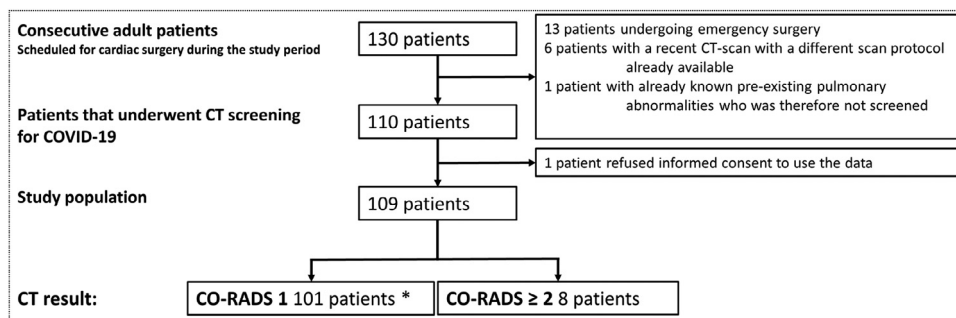 Consecutive adult patients
Scheduled for cardiac surgery during the study period
130 patients
13 patients undergoing emergency surgery
6 patients with a recent CT-scan with a different scan protocol
already available
1 patient with already known pre-existing pulmonary
abnormalities who was therefore not screened
Patients that underwent CT screening
for COVID-19
110 patients
1 patient refused informed consent to use the data
Study population
109 patients
CT result:
CO-RADS 1 101 patients *
CO-RADS ≥ 2 8 patients